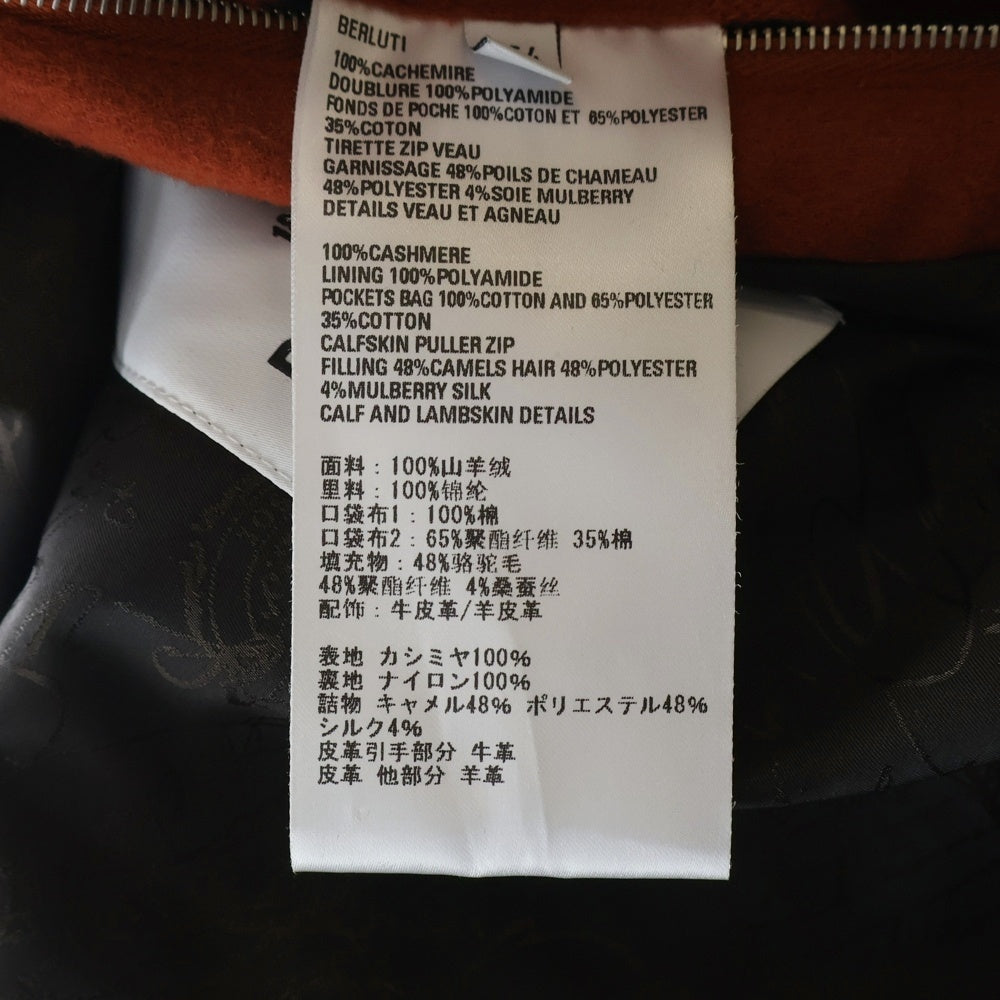 BERLUTI
100%CACHEMIRE
DOUBLURE 100%POLYAMIDE
FONDS DE POCHE 100%COTON ET 65%POLYESTER
35%COTON
TIRETTE ZIP VEAU
GARNISSAGE 48%POILS DE CHAMEAU
48%POLYESTER 4%SOIE MULBERRY
DETAILS VEAU ET AGNEAU
100%CASHMERE
LINING 100%POLYAMIDE
POCKETS BAG 100%COTTON AND 65%POLYESTER
35%COTTON
CALFSKIN PULLER ZIP
FILLING 48%CAMELS HAIR 48%POLYESTER
4%MULBERRY SILK
CALF AND LAMBSKIN DETAILS
面料：100%山羊绒
里料：100%锦纶
口袋布1：100%棉
口袋布2：65%聚酯纤维 35%棉
填充物：48%骆驼毛
48%聚酯纤维 4%桑蚕丝
配饰：牛皮革/羊皮革
表地 カシミヤ100%
裏地 ナイロン100%
詰物 キャメル48% ポリエステル48%
シルク4%
皮革引手部分 牛革
皮革 他部分 羊革